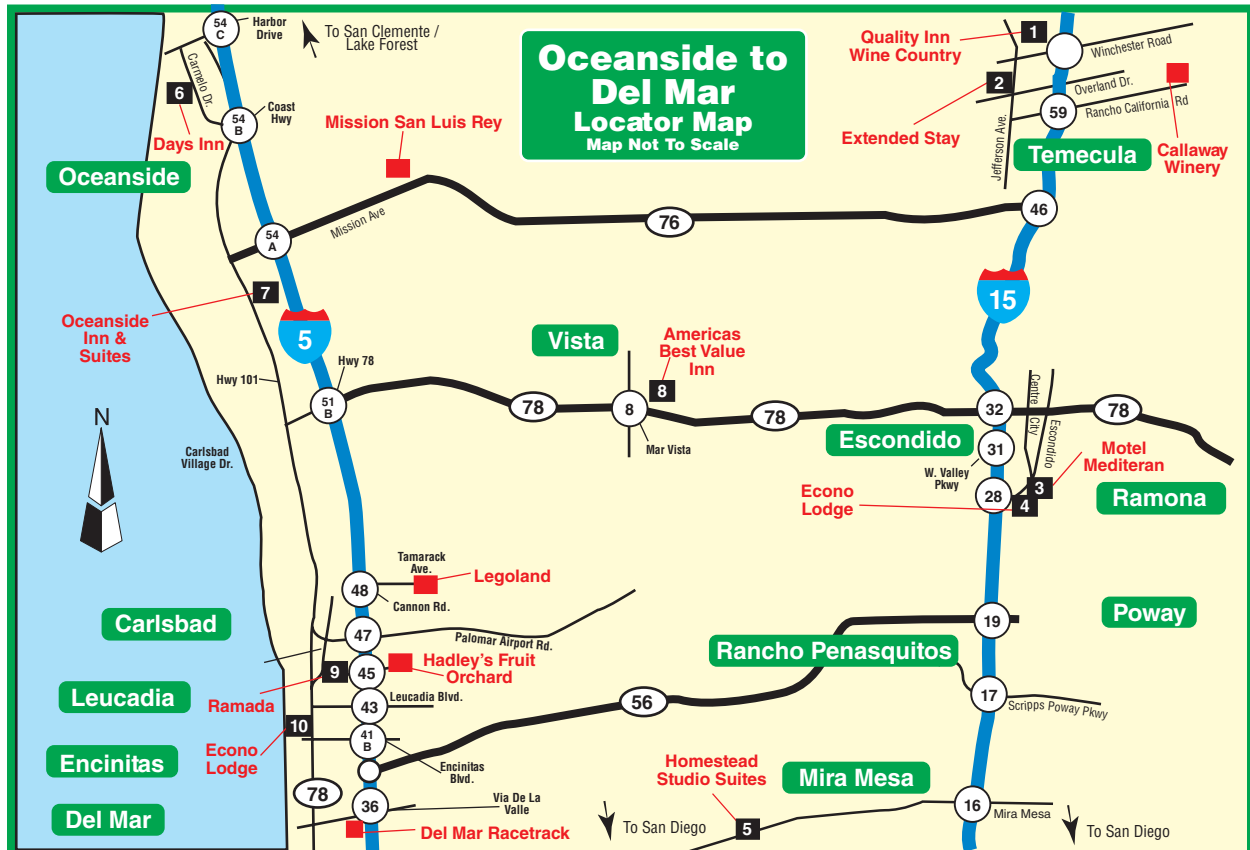 54
C
Harbor
Drive
To San Clemente /
Lake Forest
Oceanside to
Del Mar
Locator Map
Map Not To Scale
Quality Inn
Wine Country
1
Winchester Road
Carmelo Dr.
6
Days Inn
54
B
Coast
Hwy
Mission San Luis Rey
2
Extended Stay
Overland Dr.
59
Rancho California Rd
Jefferson Ave.
Temecula
Callaway
Winery
Oceanside
54
A
Mission Ave
76
46
7
Oceanside
Inn &
Suites
5
15
Vista
Americas
Best Value
Inn
8
Hwy 101
Hwy 78
51
B
78
8
Mar Vista
78
32
78
Centre City
Escondido
Escondido
31
W. Valley
Pkwy
Motel
Mediteran
3
28
4
Econo
Lodge
Ramona
N
Carlsbad
Village Dr.
Tamarack
Ave.
Legoland
48
Cannon Rd.
Carlsbad
47
Palomar Airport Rd.
19
Poway
Rancho Penasquitos
Hadley's Fruit
Orchard
9
45
Leucadia
Ramada
43
Leucadia Blvd.
56
17
Scripps Poway Pkwy
10
Econo
Lodge
41
B
Encinitas
Blvd.
Encinitas
Homestead
Studio Suites
Mira Mesa
78
36
Via De La
Valle
Del Mar
Del Mar Racetrack
To San Diego
5
16
Mira Mesa
To San Diego